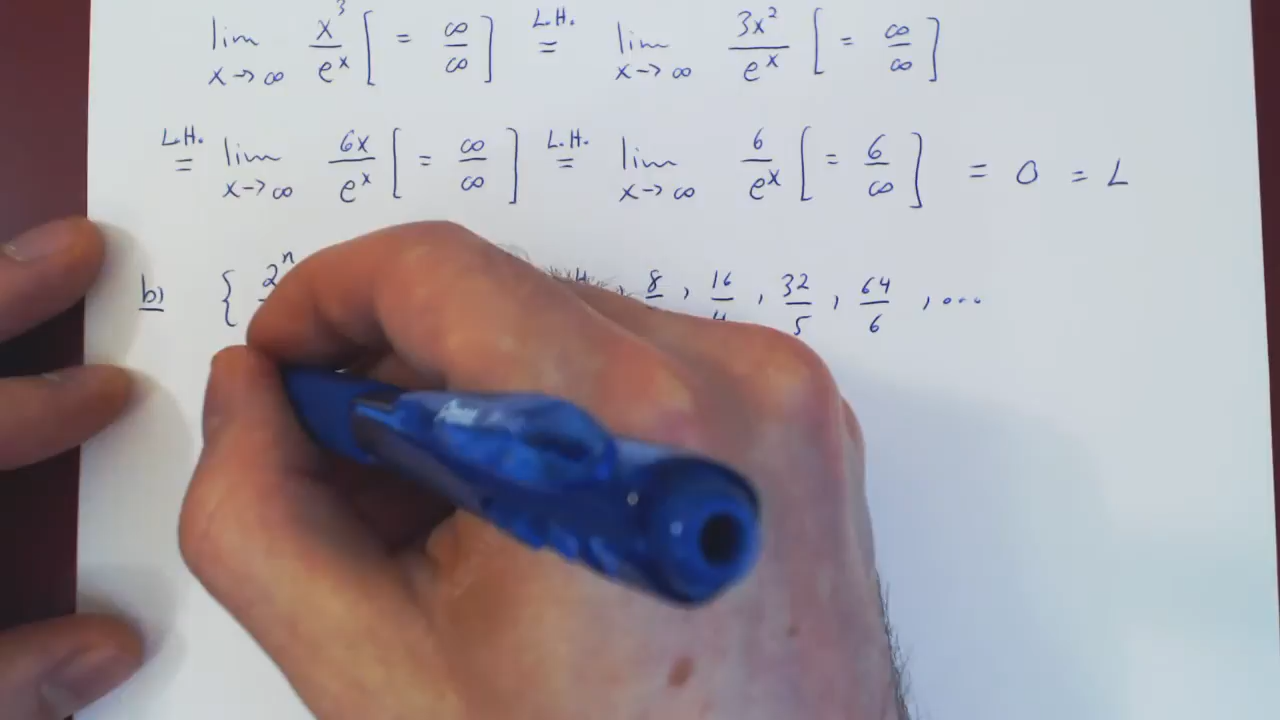 lim x→∞ x³/eˣ [ = ∞/∞ ] L.H. = lim x→∞ 3x²/eˣ [ = ∞/∞ ]
L.H. = lim x→∞ 6x/eˣ [ = ∞/∞ ] L.H. = lim x→∞ 6/eˣ [ = 6/∞ ] = 0 = L
b) { 2ⁿ , 8 , 16/4 , 32/5 , 64/6 , ...